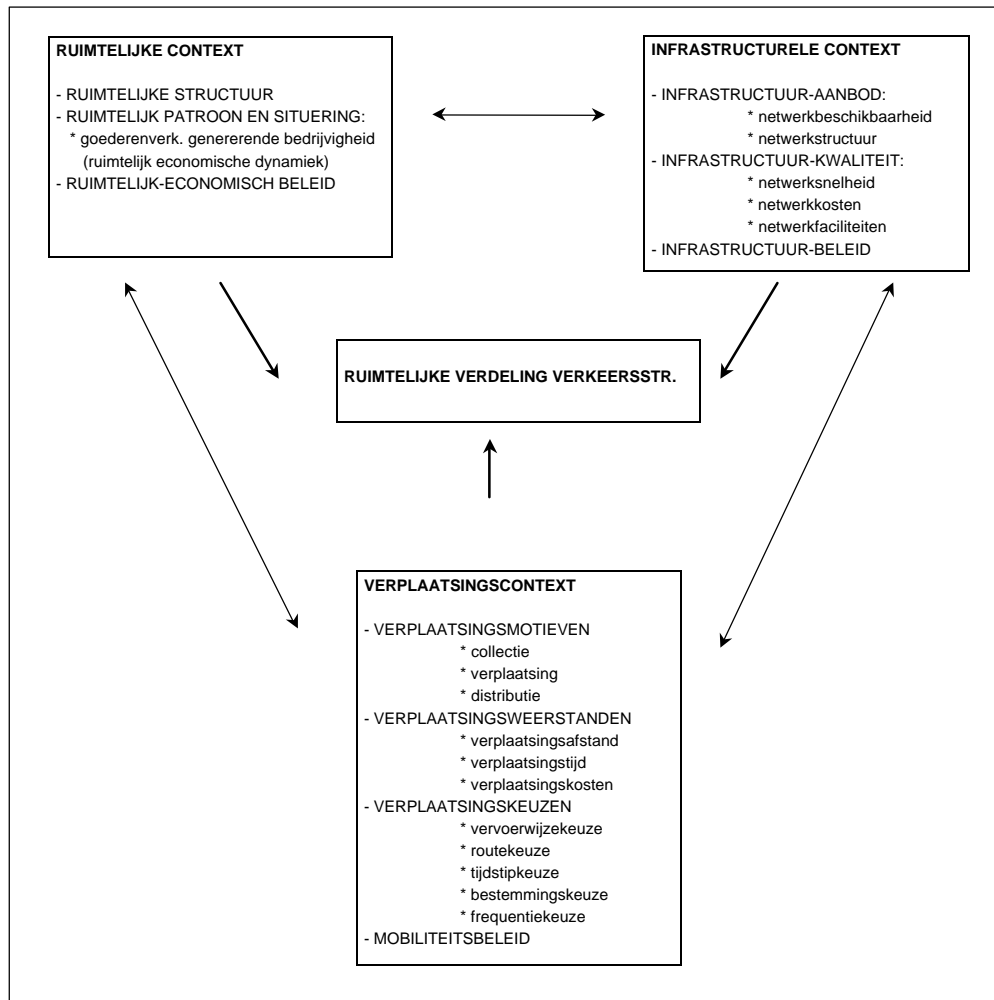 RUIMTELIJKE CONTEXT
- RUIMTELIJKE STRUCTUUR
- RUIMTELIJK PATROON EN SITUERING:
* goederenverk. genererende bedrijvigheid
(ruimtelijk economische dynamiek)
- RUIMTELIJK-ECONOMISCH BELEID
INFRASTRUCTURELE CONTEXT
- INFRASTRUCTUUR-AANBOD:
* netwerkbeschikbaarheid
* netwerkstructuur
- INFRASTRUCTUUR-KWALITEIT:
* netwerksnelheid
* netwerkkosten
* netwerkfaciliteiten
- INFRASTRUCTUUR-BELEID
RUIMTELIJKE VERDELING VERKEERSSTR.
VERPLAATSINGSCONTEXT
- VERPLAATSINGSMOTIEVEN
* collectie
* verplaatsing
* distributie
- VERPLAATSINGSWEERSTANDEN
* verplaatsingsafstand
* verplaatsingstijd
* verplaatsingskosten
- VERPLAATSINGSKEUZEN
* vervoerwijzekeuze
* routekeuze
* tijdstipkeuze
* bestemmingskeuze
* frequentiekeuze
- MOBILITEITSBELEID